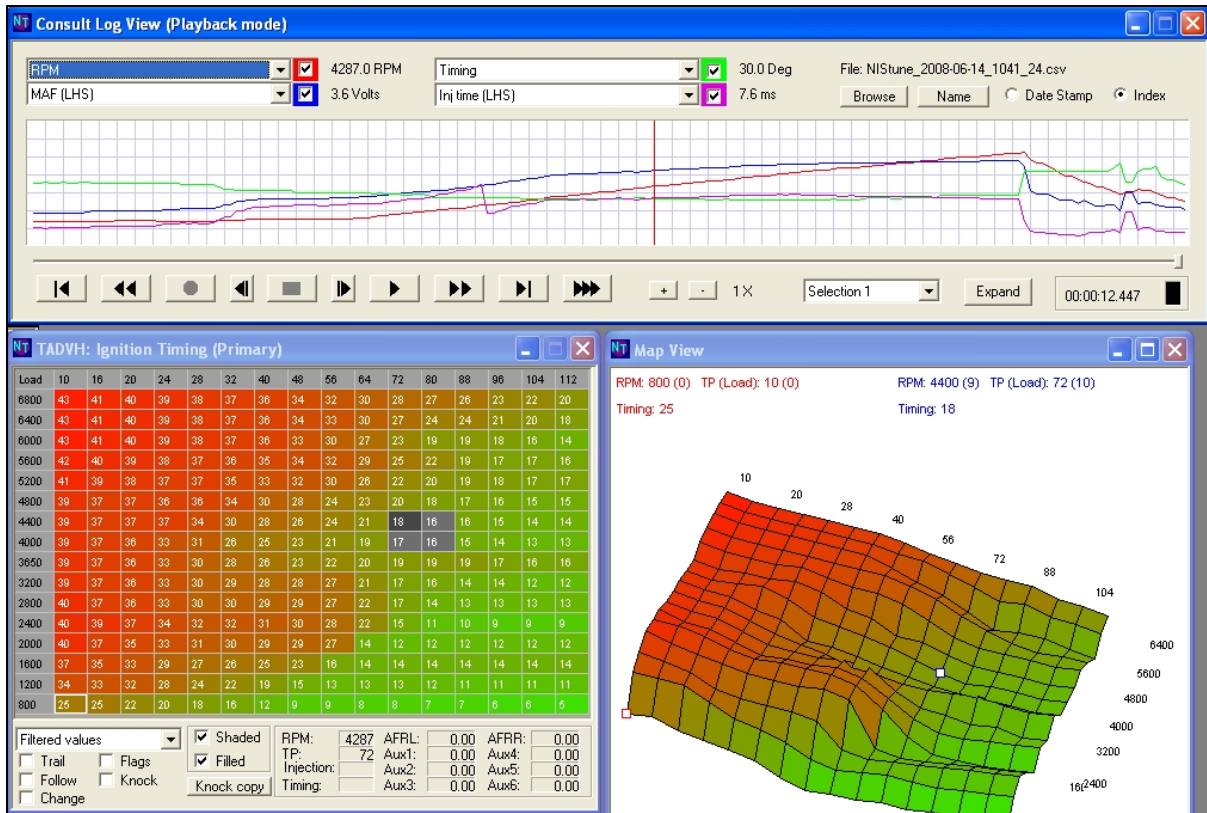 NT Consult Log View (Playback mode)
RPM 4287.0 RPM Timing 30.0 Deg File: NIStune_2008-06-14_1041_24.csv
MAF (LHS) 3.6 Volts Inj time (LHS) 7.6 ms Browse Name Date Stamp Index
+ - 1X Selection 1 Expand 00:00:12.447
NT TADVH: Ignition Timing (Primary)
Load 10 16 20 24 28 32 40 48 56 64 72 80 88 96 104 112
6800 43 41 40 39 38 37 36 34 32 30 28 27 26 23 22 20
6400 43 41 40 39 38 37 36 34 33 30 27 24 24 21 20 18
6000 43 41 40 39 38 37 36 33 30 27 23 19 19 18 16 14
5600 42 40 39 38 37 36 35 34 32 29 25 22 19 17 17 16
5200 41 39 38 37 37 35 33 32 30 26 22 20 19 18 17 17
4800 39 37 37 36 36 34 30 28 24 23 20 18 17 16 15 15
4400 39 37 37 37 34 30 28 26 24 21 18 16 16 15 14 14
4000 39 37 36 33 31 26 25 23 21 19 17 16 15 14 13 13
3650 39 37 36 33 30 28 26 23 22 20 19 19 19 17 16 16
3200 39 37 36 33 30 29 28 28 27 21 17 16 14 14 12 12
2800 40 37 36 33 30 30 29 29 27 22 17 14 13 13 13 13
2400 40 39 37 34 32 32 31 30 28 22 15 11 10 9 9 9
2000 40 37 35 33 31 30 29 29 27 14 12 12 12 12 12 12
1600 37 35 33 29 27 26 25 23 16 14 14 14 14 14 14 14
1200 34 33 32 28 24 22 19 15 13 13 13 12 11 11 11 11
800 25 25 22 20 18 16 12 9 9 8 8 7 7 6 6 5
Filtered values
Trail Flags
Follow Knock
Change
Shaded
Filled
Knock copy
RPM: 4287 AFRL: 0.00 AFRR: 0.00
TP: 72 Aux1: 0.00 Aux4: 0.00
Injection: Aux2: 0.00 Aux5: 0.00
Timing: Aux3: 0.00 Aux6: 0.00
NT Map View
RPM: 800 (0) TP (Load): 10 (0) RPM: 4400 (9) TP (Load): 72 (10)
Timing: 25 Timing: 18
10
20
28
40
56
72
88
104
6400
5600
4800
4000
3200
2400